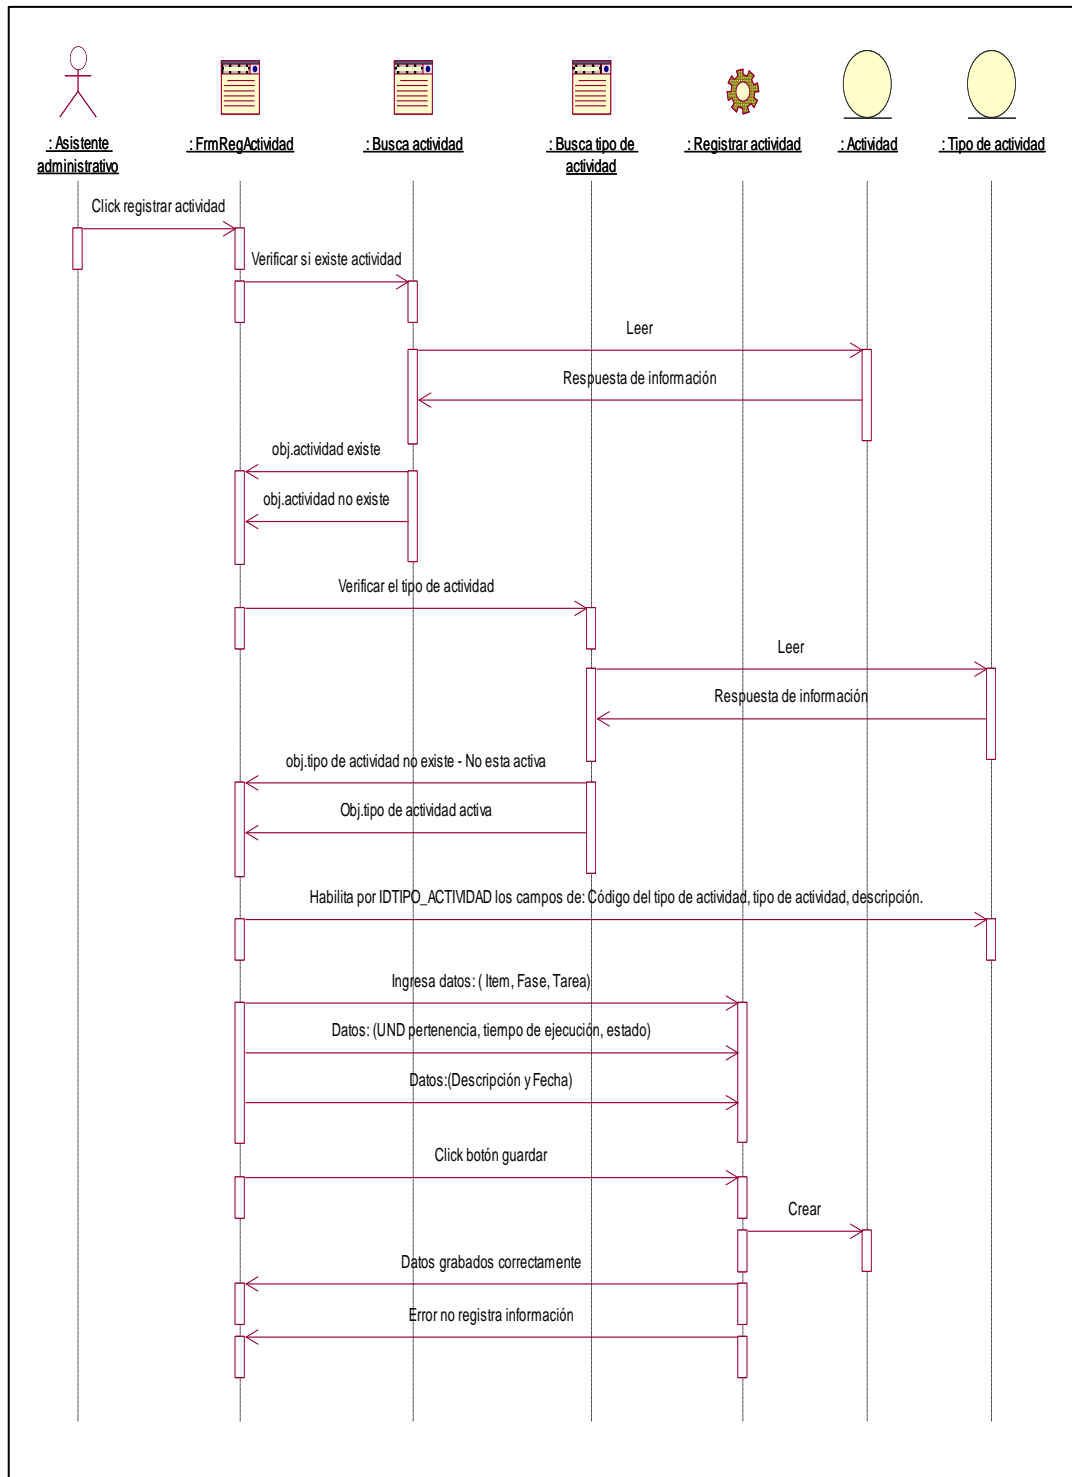 : Asistente
administrativo
: FrmRegActividad
: Busca actividad
: Busca tipo de
actividad
: Registrar actividad
: Actividad
: Tipo de actividad
Click registrar actividad
Verificar si existe actividad
Leer
Respuesta de información
obj.actividad existe
obj.actividad no existe
Verificar el tipo de actividad
Leer
Respuesta de información
obj.tipo de actividad no existe - No esta activa
Obj.tipo de actividad activa
Habilita por IDTIPO_ACTIVIDAD los campos de: Código del tipo de actividad, tipo de actividad, descripción.
Ingresa datos: ( Item, Fase, Tarea)
Datos: (UND pertenencia, tiempo de ejecución, estado)
Datos:(Descripción y Fecha)
Click botón guardar
Crear
Datos grabados correctamente
Error no registra información